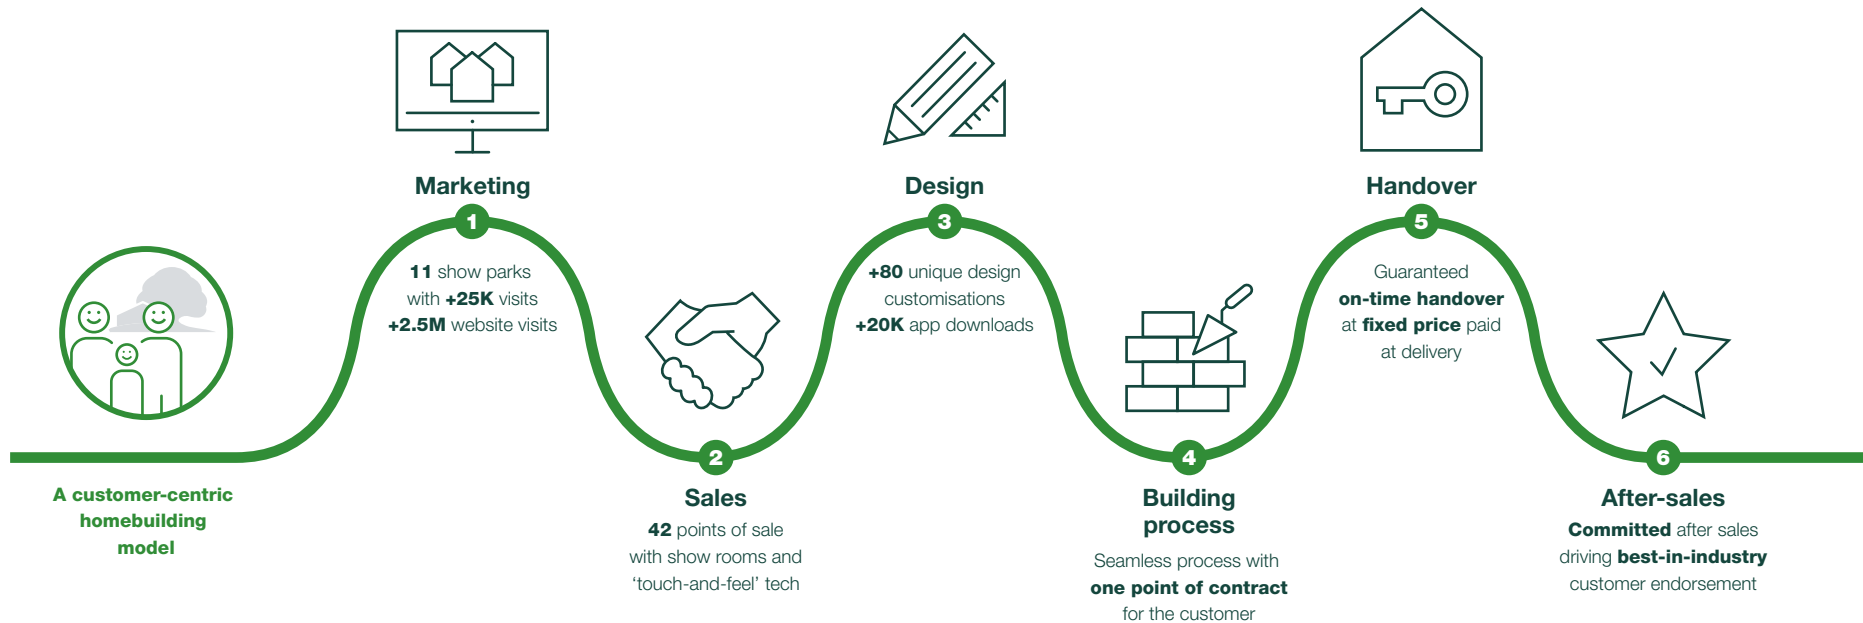 A customer-centric
homebuilding
model
Marketing
1
11 show parks
with +25K visits
+2.5M website visits
2
Sales
42 points of sale
with show rooms and
‘touch-and-feel’ tech
Design
3
+80 unique design
customisations
+20K app downloads
4
Building
process
Seamless process with
one point of contract
for the customer
Handover
5
Guaranteed
on-time handover
at fixed price paid
at delivery
6
After-sales
Committed after sales
driving best-in-industry
customer endorsement